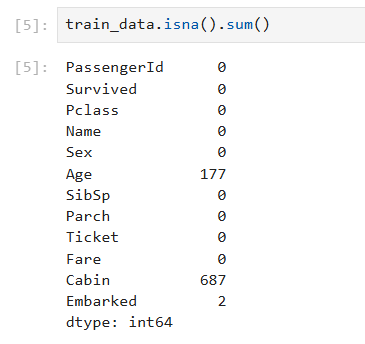 [5]: train_data.isna().sum()
[5]: PassengerId 0
Survived 0
Pclass 0
Name 0
Sex 0
Age 177
SibSp 0
Parch 0
Ticket 0
Fare 0
Cabin 687
Embarked 2
dtype: int64